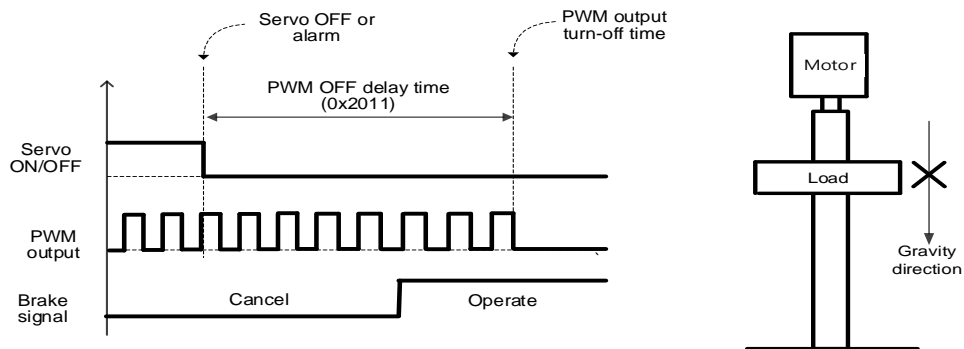 Servo OFF or
alarm
PWM output
turn-off time
PWM OFF delay time
(0x2011)
Servo
ON/OFF
PWM
output
Brake
signal
Cancel
Operate
Motor
Load
Gravity
direction